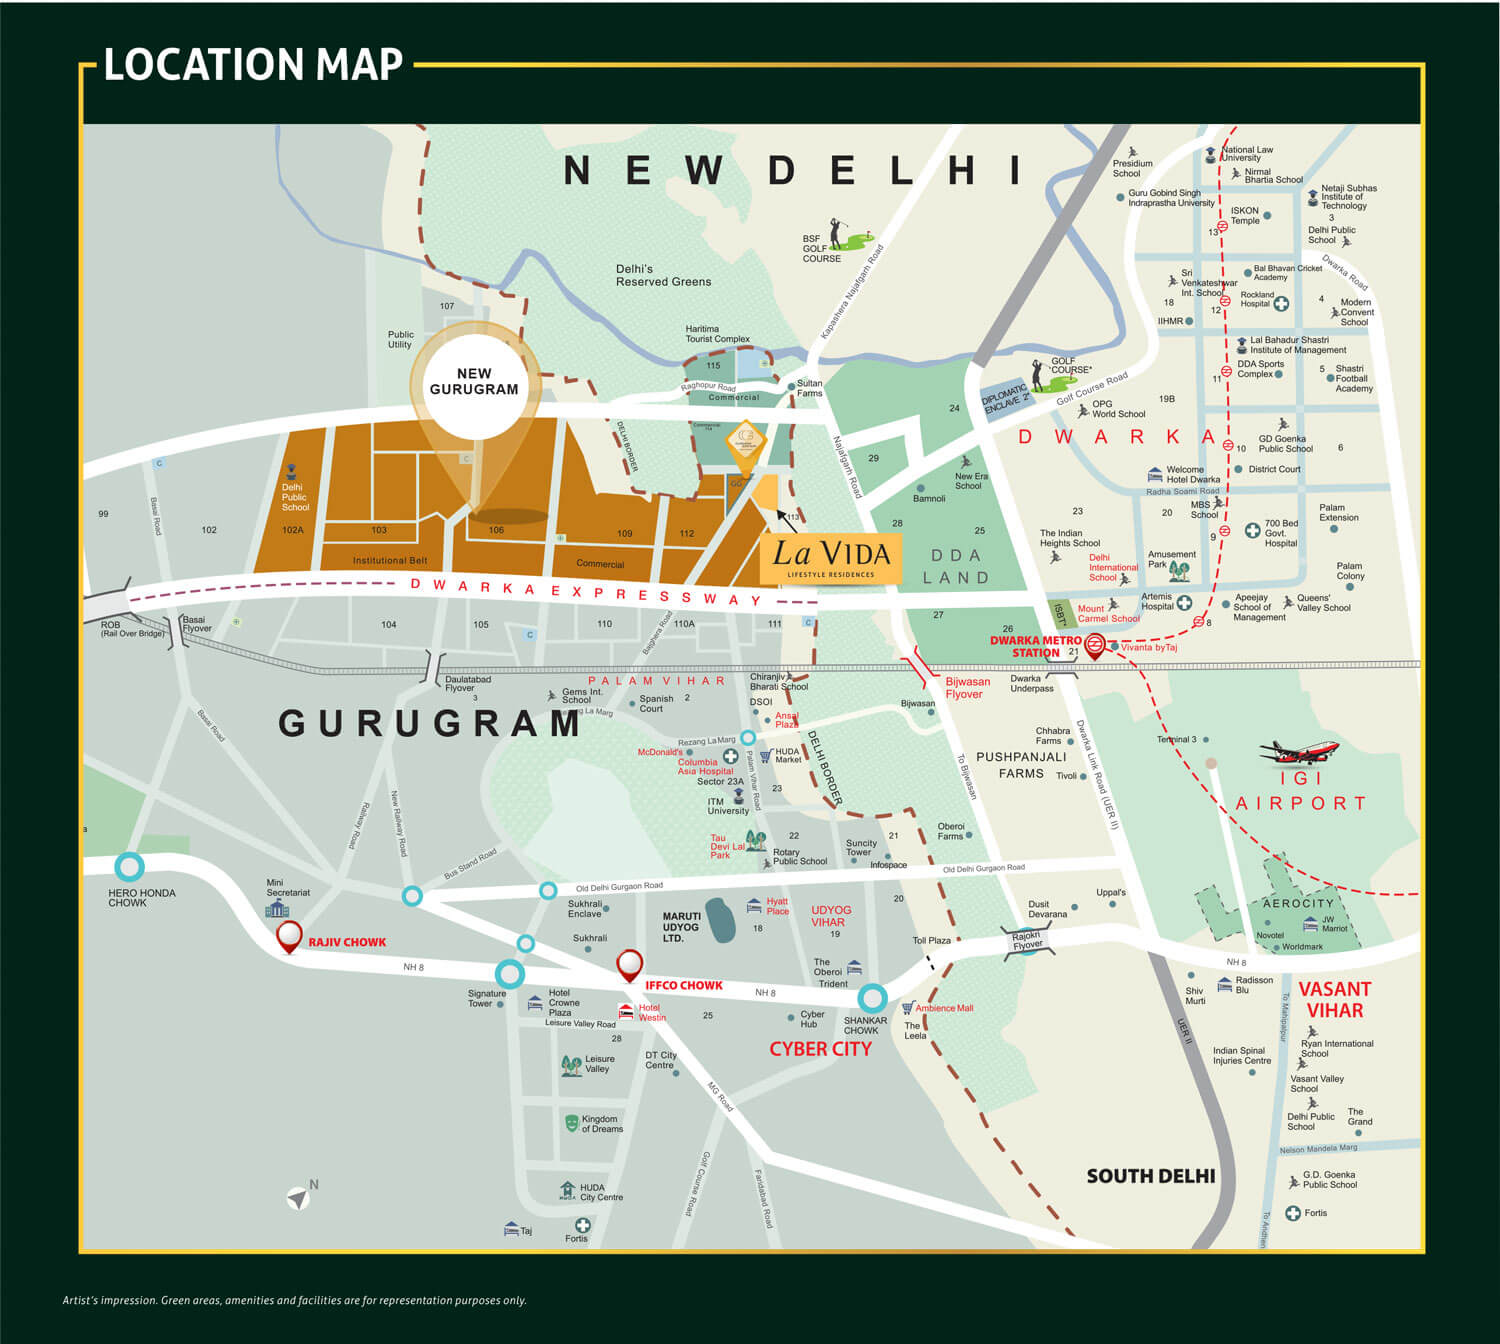 LOCATION MAP
NEW DELHI
Presidium
School
National Law
University
Nirmal
Bhartia School
Guru Gobind Singh
Indraprastha University
Netaji Subhas
Institute of
Technology
ISKON
Temple
3
13
Delhi Public
School
BSF
GOLF
COURSE
Kapashera Najafgarh Road
Dwarka Road
Delhi's
Reserved Greens
Sri
Venkateshwar
Int. School
Bal Bhavan Cricket
Academy
Rockland
Hospital
18
12
4
Modern
Convent
School
IIHMR
107
Public
Utility
Haritima
Tourist Complex
115
Raghopur Road
Commercial
Sultan
Farms
Lal Bahadur Shastri
Institute of Management
DDA Sports
Complex
11
5
Shastri
Football
Academy
GOLF
'COURSE*
DIPLOMATIC
ENCLAVE 2*
Golf Course Road
19B
OPG
World School
24
NEW
GURUGRAM
Commercial
114
DELHI BORDER
DWARKA
GD Goenka
Public School
10
6
29
New Era
School
Bamnoli
Najafgarh Road
Welcome
Hotel Dwarka
District Court
Radha Soami Road
C
C
Delhi
Public
School
99
Basai Road
102
102A
103
106
109
112
113
GG
Institutional Belt
Commercial
La VIDA
LIFESTYLE RESIDENCES
28
25
DDA
LAND
23
20
MBS
School
9
700 Bed
Govt.
Hospital
Palam
Extension
The Indian
Heights School
Delhi
International
School
Amusement
Park
Palam
Colony
DWARKA EXPRESSWAY
ROB
(Rail Over Bridge)
Basai
Flyover
104
105
110
110A
111
C
C
Bajghera Road
27
26
ISBT*
Mount
Carmel School
Artemis
Hospital
8
Apeejay
School of
Management
Queens'
Valley School
DWARKA METRO
STATION
21
Vivanta byTaj
Daulatabad
Flyover
3
PALAM VIHAR
Gems Int.
School
Spanish
Court
2
Chiranjiv
Bharati School
DSOI
Ansal
Plaza
Bijwasan
Flyover
Bijwasan
Dwarka
Underpass
GURUGRAM
Rezang La Marg
Rezang La Marg
Basai Road
McDonald's
Columbia
Asia Hospital
Sector 23A
HUDA
Market
DELHI BORDER
Palam Vihar Road
23
ITM
University
PUSHPANJALI
FARMS
Chhabra
Farms
Tivoli
To Bijwasan
Dwarka Link Road (UER II)
Terminal 3
IGI
AIRPORT
Railway Road
New Railway Road
Bus Stand Road
Tau
Devi Lal
Park
22
Rotary
Public School
Suncity
Tower
21
Infospace
Oberoi
Farms
a
HERO HONDA
CHOWK
Mini
Secretariat
Old Delhi Gurgaon Road
Old Delhi Gurgaon Road
Sukhrali
Enclave
Sukhrali
MARUTI
UDYOG
LTD.
Hyatt
Place
18
UDYOG
VIHAR
19
20
Toll Plaza
Dusit
Devarana
Uppal's
Rajokri
Flyover
AEROCITY
JW
Marriot
Novotel
Worldmark
RAJIV CHOWK
NH 8
IFFCO CHOWK
NH 8
The
Oberoi
Trident
SHANKAR
CHOWK
NH 8
Signature
Tower
Hotel
Crowne
Plaza
Leisure Valley Road
Hotel
Westin
28
25
Cyber
Hub
CYBER CITY
Ambience Mall
The
Leela
Shiv
Murti
Radisson
Blu
VASANT
VIHAR
To Mahipalpur
UER II
Leisure
Valley
DT City
Centre
MG Road
Indian Spinal
Injuries Centre
Ryan International
School
Vasant Valley
School
Kingdom
of Dreams
Delhi Public
School
The
Grand
Nelson Mandela Marg
HUDA
HUDA
City Centre
Golf Course Road
Faridabad Road
SOUTH DELHI
G.D. Goenka
Public School
Fortis
N
Taj
Fortis
Artist's impression. Green areas, amenities and facilities are for representation purposes only.